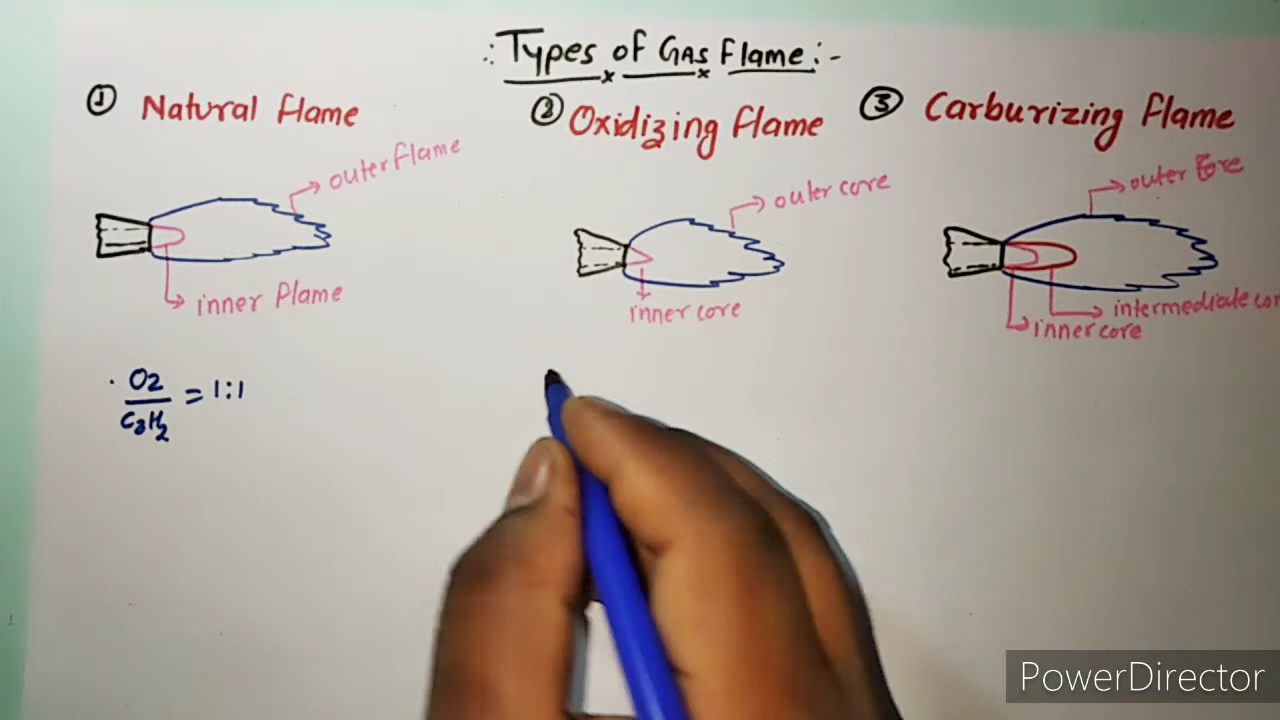 ∴ Types of Gas Flame :-
① Natural flame
② Oxidizing flame
③ Carburizing flame
outer flame
inner flame
outer core
inner core
outer core
intermediate cor
inner core
· O2
C2H2
= 1:1
PowerDirector